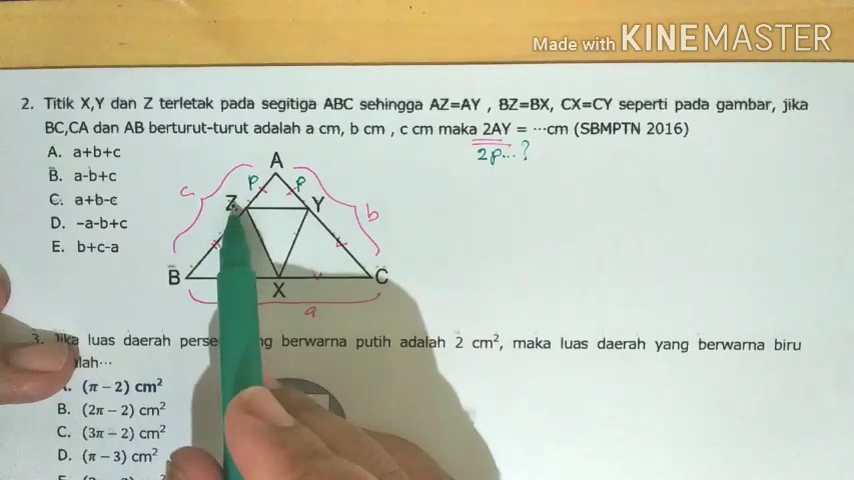 Made with KINEMASTER
2. Titik X,Y dan Z terletak pada segitiga ABC sehingga AZ=AY , BZ=BX, CX=CY seperti pada gambar, jika
BC,CA dan AB berturut-turut adalah a cm, b cm , c cm maka 2AY = ···cm (SBMPTN 2016)
2p...?
A. a+b+c
B. a-b+c
C. a+b-c
D. -a-b+c
E. b+c-a
A
c P P b
Z Y
B X C
a
3. Jika luas daerah berwarna putih adalah 2 cm², maka luas daerah yang berwarna biru
(π − 2) cm²
B. (2π − 2) cm²
C. (3π − 2) cm²
D. (π − 3) cm²